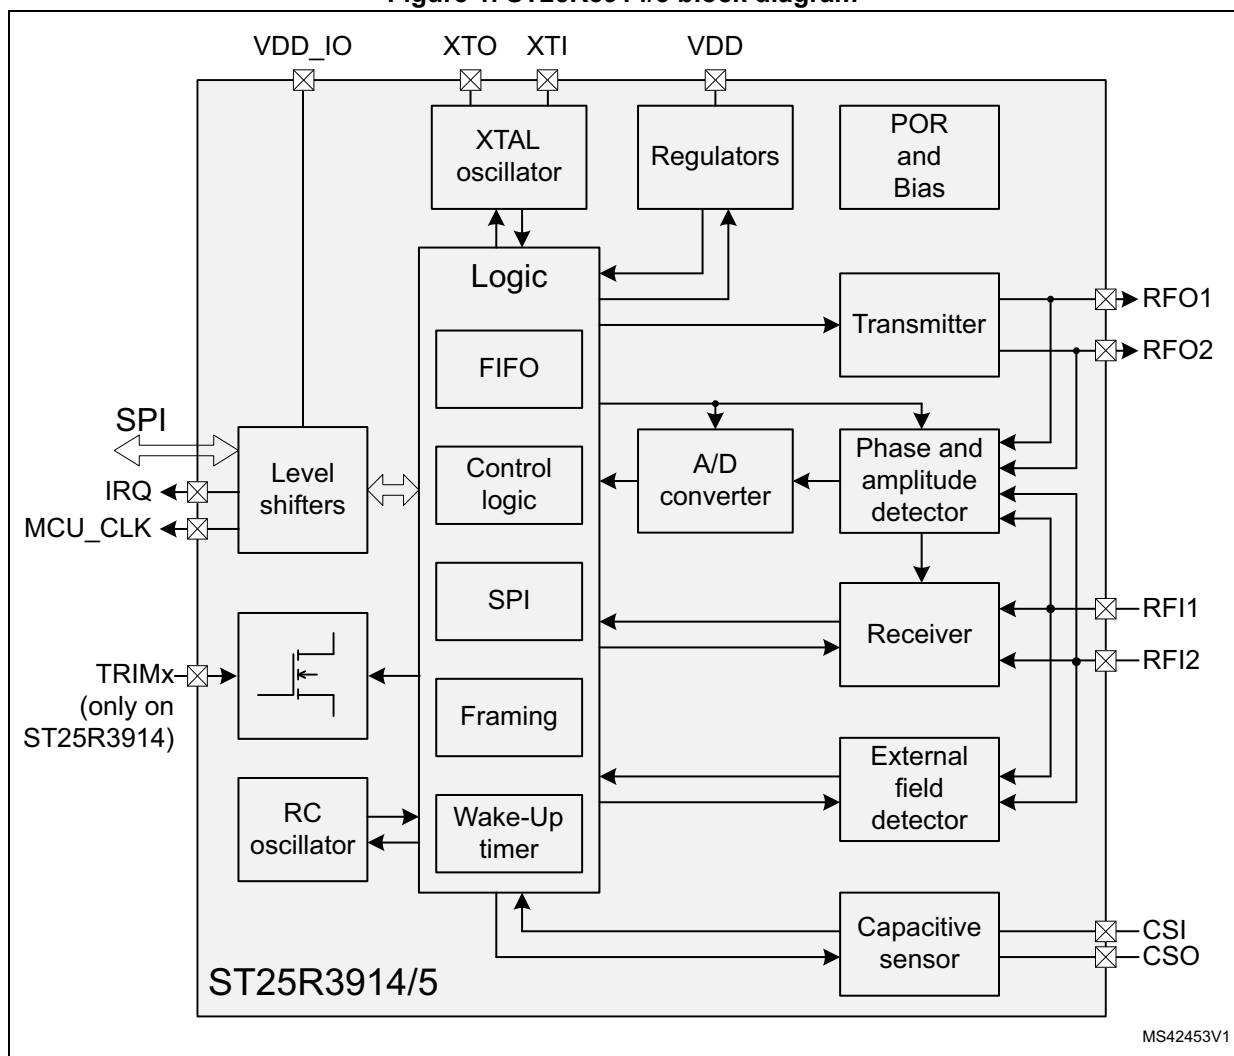 VDD_IO XTO XTI VDD
XTAL
oscillator
Regulators
POR
and
Bias
Logic
FIFO
Control
logic
SPI
Framing
Wake-Up
timer
Transmitter
RFO1
RFO2
SPI
IRQ
MCU_CLK
Level
shifters
A/D
converter
Phase and
amplitude
detector
TRIMx
(only on
ST25R3914)
Receiver
RFI1
RFI2
RC
oscillator
External
field
detector
Capacitive
sensor
CSI
CSO
ST25R3914/5
MS42453V1